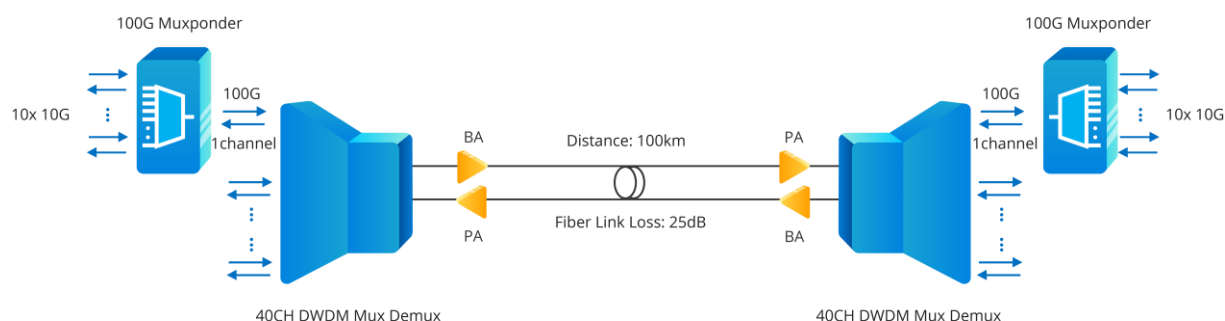 100G Muxponder
100G Muxponder
10x 10G
100G
1channel
BA
Distance: 100km
PA
100G
1channel
10x 10G
PA
Fiber Link Loss: 25dB
BA
40CH DWDM Mux Demux
40CH DWDM Mux Demux